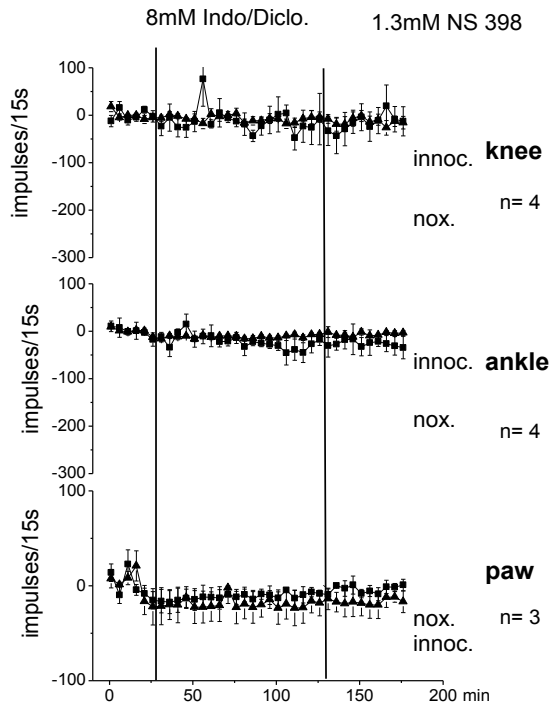 8mM Indo/Diclo.
1.3mM NS 398
impulses/15s
100
0
-100
-200
-300
innoc.
knee
n= 4
nox.
impulses/15s
100
0
-100
-200
-300
innoc.
ankle
nox.
n= 4
impulses/15s
100
0
-100
paw
nox.
n= 3
innoc.
0 50 100 150 200 min